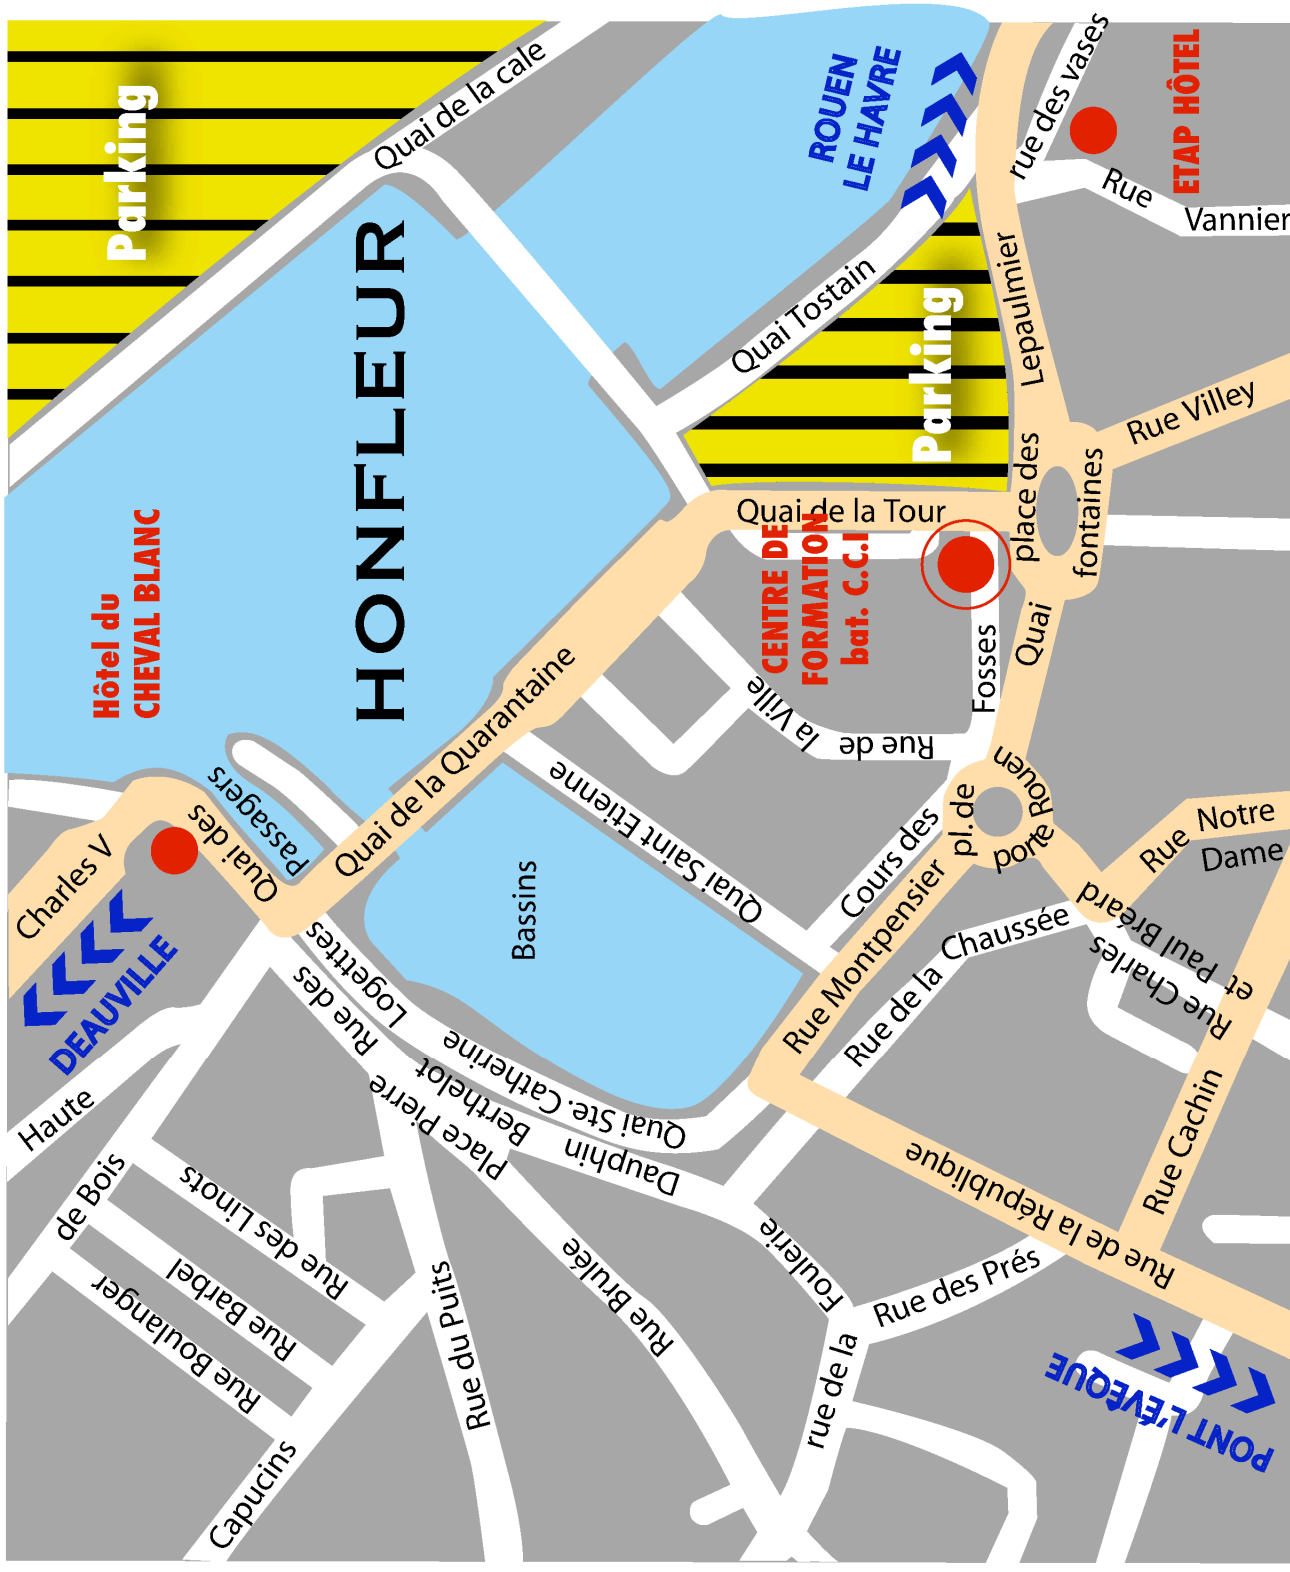 Parking
Quai de la cale
HONFLEUR
ROUEN
LE HAVRE
rue des vases
ETAP HÔTEL
Rue
Vannier
Quai Tostain
Lepaulmier
Parking
Rue Villey
place des
fontaines
Quai de la Tour
CENTRE DE
FORMATION
bat. C.C.I
Hôtel du
CHEVAL BLANC
Quai
Fosses
Rue de
la Ville
Quai de la Quarantaine
Passagers
Quai des
Charles V
DEAUVILLE
Quai Saint Etienne
Bassins
Cours des
pl. de
porte Rouen
Rue Notre
Dame
Rue Montpensier
Rue de la Chaussée
Rue Charles
et Paul Bréard
Rue Cachin
Rue des
Logetttes
Quai Ste. Catherine
Place Pierre
Berthelot
Dauphin
Haute
de Bois
Rue des Linots
Rue Barbel
Rue Boulanger
Capucins
Rue du Puits
Rue Brulée
Foulerie
rue de la
Rue des Prés
Rue de la République
PONT L'ÉVÊQUE